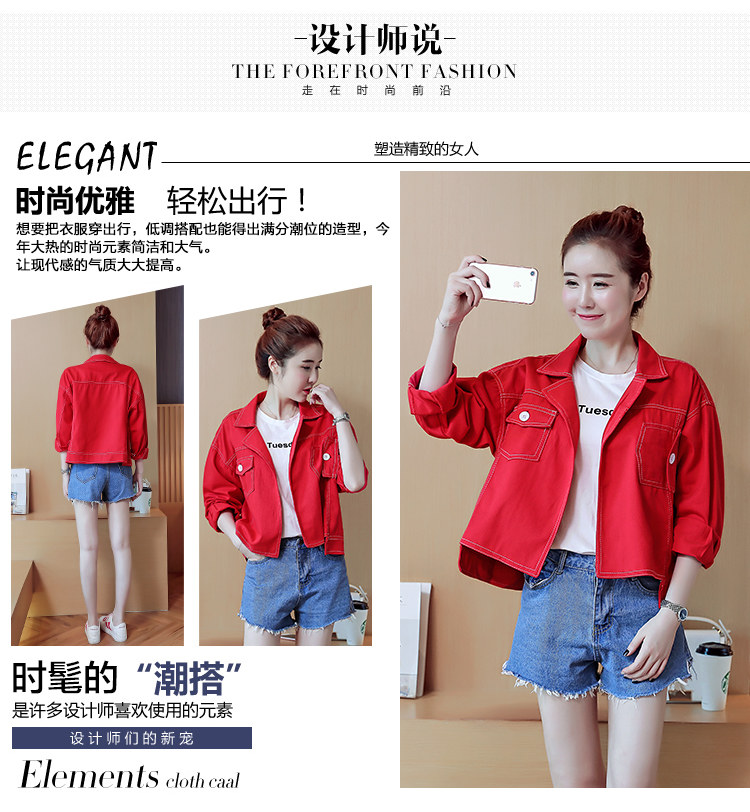 -设计师说-
THE FOREFRONT FASHION
走在时尚前沿
ELEGANT
塑造精致的女人
时尚优雅 轻松出行！
想要把衣服穿出行，低调搭配也能得出满分潮位的造型，今
年大热的时尚元素简洁和大气。
让现代感的气质大大提高。
Tuesd
Tues
时髦的“潮搭”
是许多设计师喜欢使用的元素
设计师们的新宠
Elements cloth caal